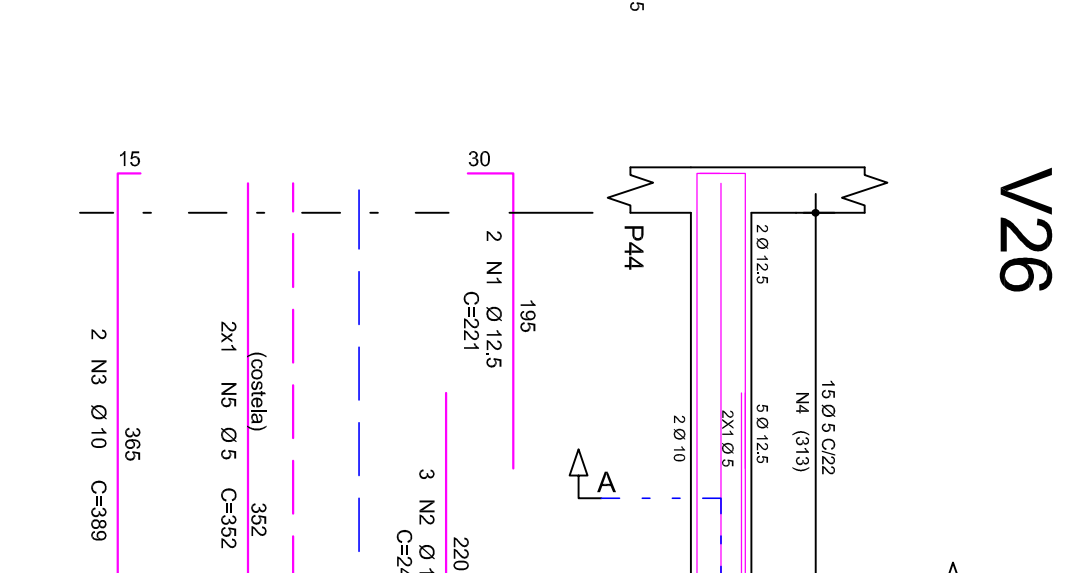 5
V26
15
30
P44
2 Ø 12.5
195
2 N1 Ø 12.5
C=221
15 Ø 5 C/22
N4 (313)
5 Ø 12.5
2X1 Ø 5
2 Ø 10
A
(costela)
2x1 N5 Ø 5 C=352
352
365
2 N3 Ø 10 C=389
220
3 N2 Ø